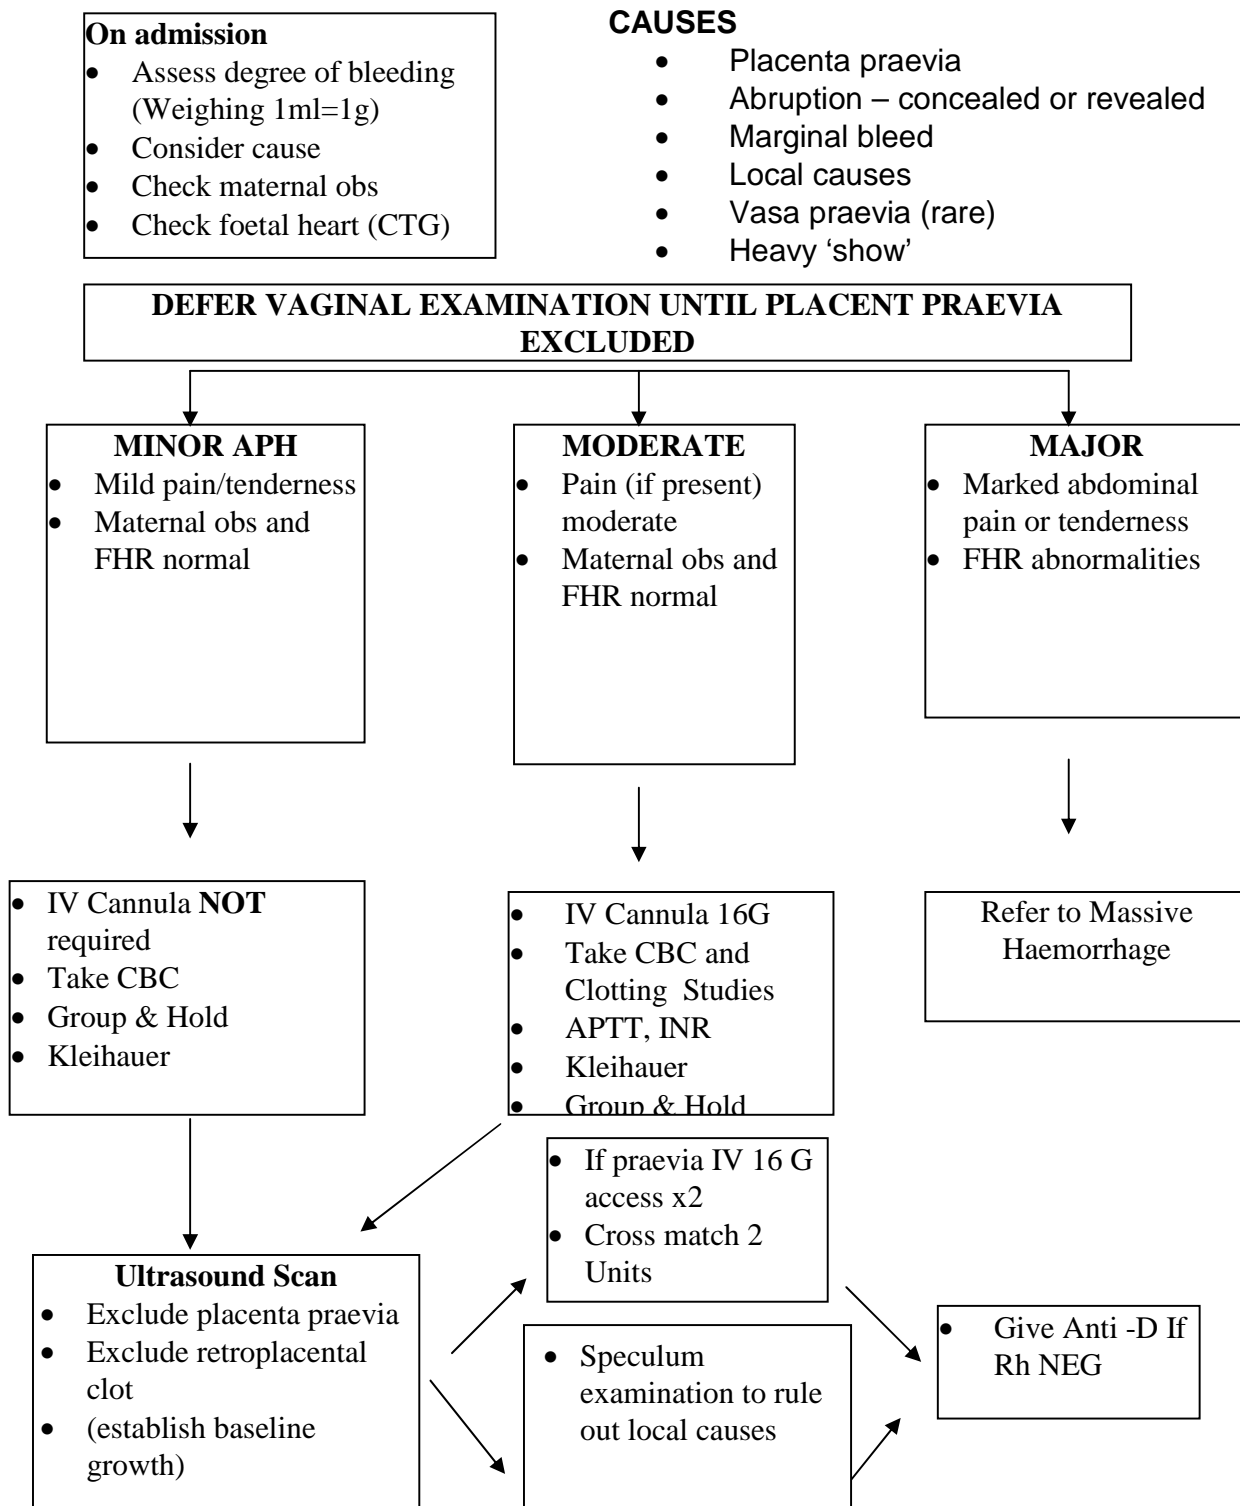 On admission
• Assess degree of bleeding
(Weighing 1ml=1g)
• Consider cause
• Check maternal obs
• Check foetal heart (CTG)
CAUSES
• Placenta praevia
• Abruption – concealed or revealed
• Marginal bleed
• Local causes
• Vasa praevia (rare)
• Heavy ‘show’
DEFER VAGINAL EXAMINATION UNTIL PLACENT PRAEVIA
EXCLUDED
MINOR APH
• Mild pain/tenderness
• Maternal obs and
FHR normal
MODERATE
• Pain (if present)
moderate
• Maternal obs and
FHR normal
MAJOR
• Marked abdominal
pain or tenderness
• FHR abnormalities
• IV Cannula NOT
required
• Take CBC
• Group & Hold
• Kleihauer
• IV Cannula 16G
• Take CBC and
Clotting Studies
• APTT, INR
• Kleihauer
• Group & Hold
Refer to Massive
Haemorrhage
• If praevia IV 16 G
access x2
• Cross match 2
Units
Ultrasound Scan
• Exclude placenta praevia
• Exclude retroplacental
clot
• (establish baseline
growth)
• Speculum
examination to rule
out local causes
• Give Anti -D If
Rh NEG